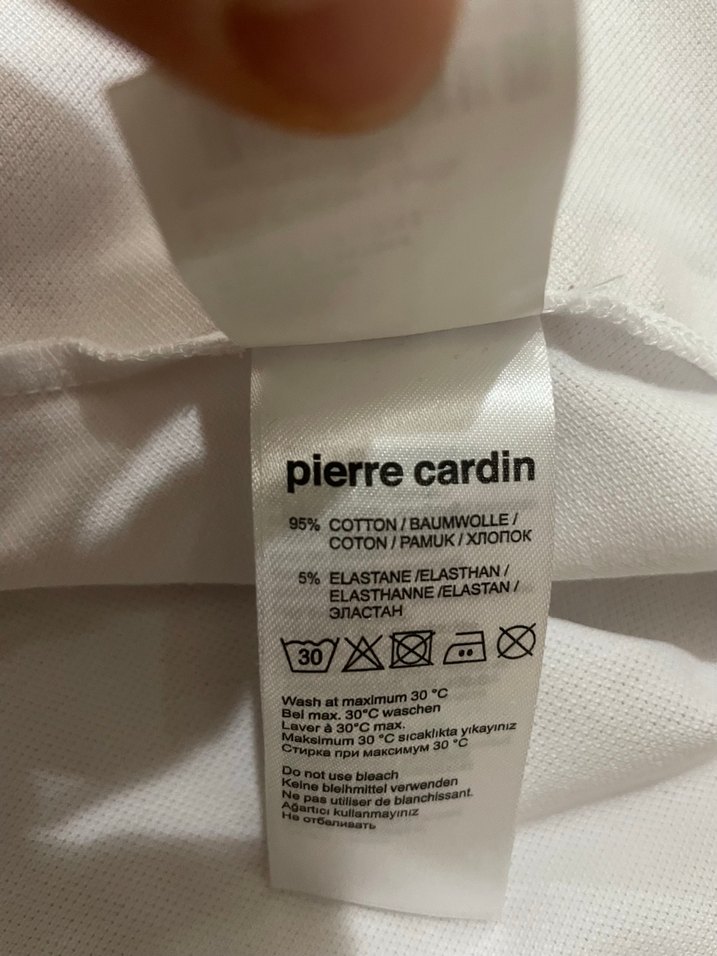 pierre cardin
95% COTTON / BAUMWOLLE /
COTON / PAMUK / ХЛОПОК
5% ELASTANE /ELASTHAN /
ELASTHANNE /ELASTAN /
ЭЛАСТАН
30
Wash at maximum 30 °C
Bei max. 30°C waschen
Laver à 30°C max.
Maksimum 30 °C sıcaklıkta yıkayınız
Стирка при максимум 30 °C
Do not use bleach
Keine bleihmittel verwenden
Ne pas utiliser de blanchissant.
Ağartıcı kullanmayınız
Не отбеливать